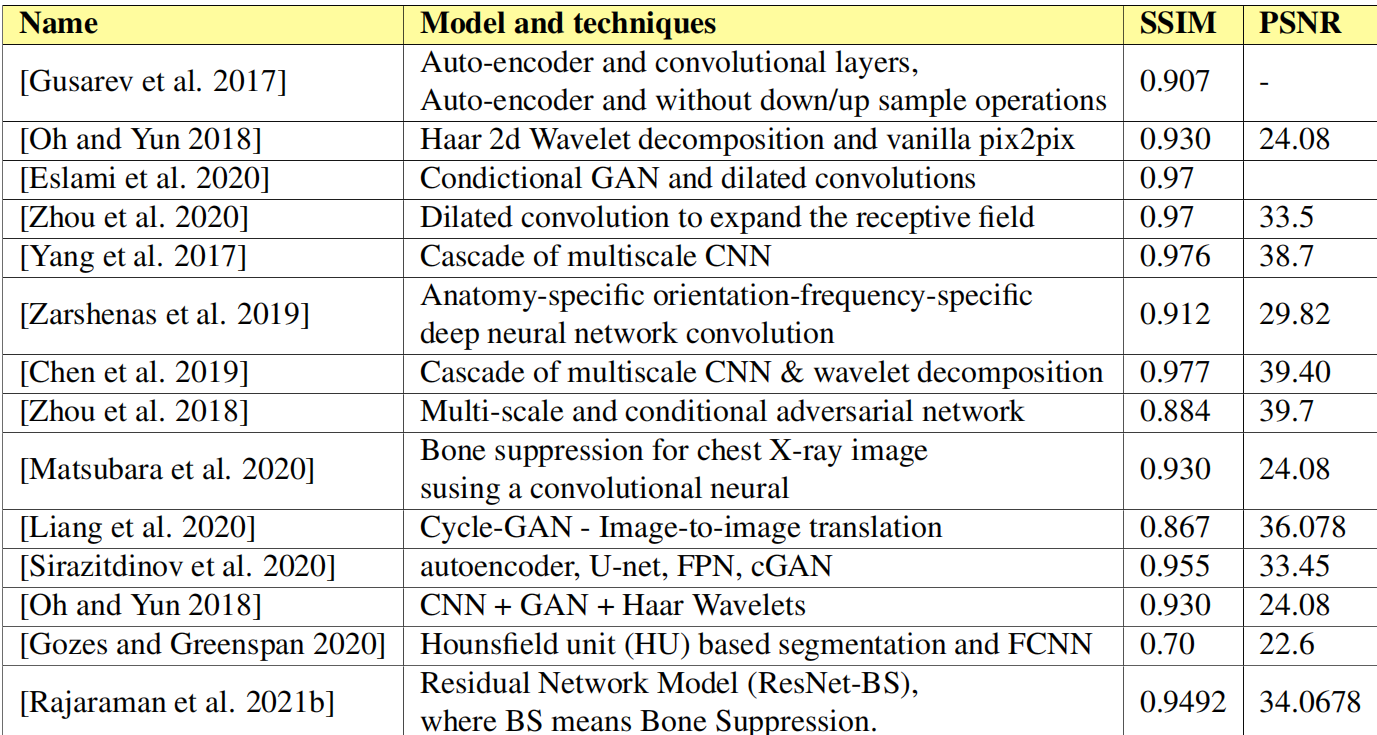 Name Model and techniques SSIM PSNR
[Gusarev et al. 2017] Auto-encoder and convolutional layers,
Auto-encoder and without down/up sample operations 0.907 -
[Oh and Yun 2018] Haar 2d Wavelet decomposition and vanilla pix2pix 0.930 24.08
[Eslami et al. 2020] Condictional GAN and dilated convolutions 0.97
[Zhou et al. 2020] Dilated convolution to expand the receptive field 0.97 33.5
[Yang et al. 2017] Cascade of multiscale CNN 0.976 38.7
[Zarshenas et al. 2019] Anatomy-specific orientation-frequency-specific
deep neural network convolution 0.912 29.82
[Chen et al. 2019] Cascade of multiscale CNN & wavelet decomposition 0.977 39.40
[Zhou et al. 2018] Multi-scale and conditional adversarial network 0.884 39.7
[Matsubara et al. 2020] Bone suppression for chest X-ray image
susing a convolutional neural 0.930 24.08
[Liang et al. 2020] Cycle-GAN - Image-to-image translation 0.867 36.078
[Sirazitdinov et al. 2020] autoencoder, U-net, FPN, cGAN 0.955 33.45
[Oh and Yun 2018] CNN + GAN + Haar Wavelets 0.930 24.08
[Gozes and Greenspan 2020] Hounsfield unit (HU) based segmentation and FCNN 0.70 22.6
[Rajaraman et al. 2021b] Residual Network Model (ResNet-BS),
where BS means Bone Suppression. 0.9492 34.0678